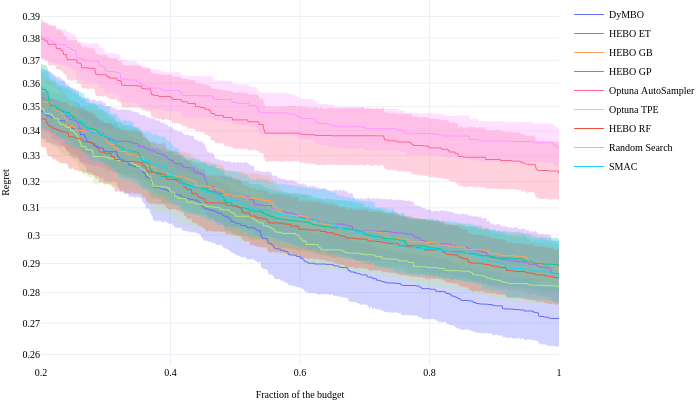 0.39
0.38
0.37
0.36
0.35
0.34
0.33
0.32
0.31
0.3
0.29
0.28
0.27
0.26
Regret
0.2
0.4
0.6
0.8
1
Fraction of the budget
DyMBO
HEBO ET
HEBO GB
HEBO GP
Optuna AutoSampler
Optuna TPE
HEBO RF
Random Search
SMAC